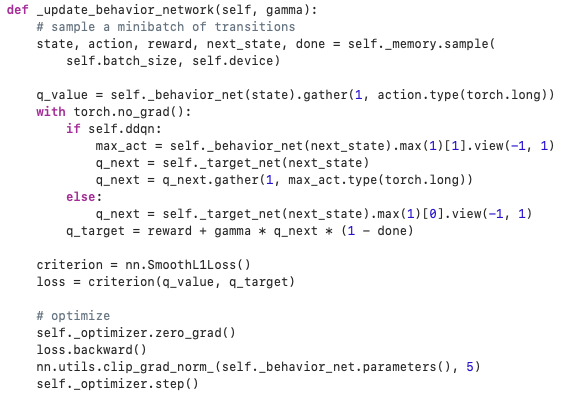 def _update_behavior_network(self, gamma):
    # sample a minibatch of transitions
    state, action, reward, next_state, done = self._memory.sample(
        self.batch_size, self.device)

    q_value = self._behavior_net(state).gather(1, action.type(torch.long))
    with torch.no_grad():
        if self.ddqn:
            max_act = self._behavior_net(next_state).max(1)[1].view(-1, 1)
            q_next = self._target_net(next_state)
            q_next = q_next.gather(1, max_act.type(torch.long))
        else:
            q_next = self._target_net(next_state).max(1)[0].view(-1, 1)
        q_target = reward + gamma * q_next * (1 - done)

    criterion = nn.SmoothL1Loss()
    loss = criterion(q_value, q_target)

    # optimize
    self._optimizer.zero_grad()
    loss.backward()
    nn.utils.clip_grad_norm_(self._behavior_net.parameters(), 5)
    self._optimizer.step()